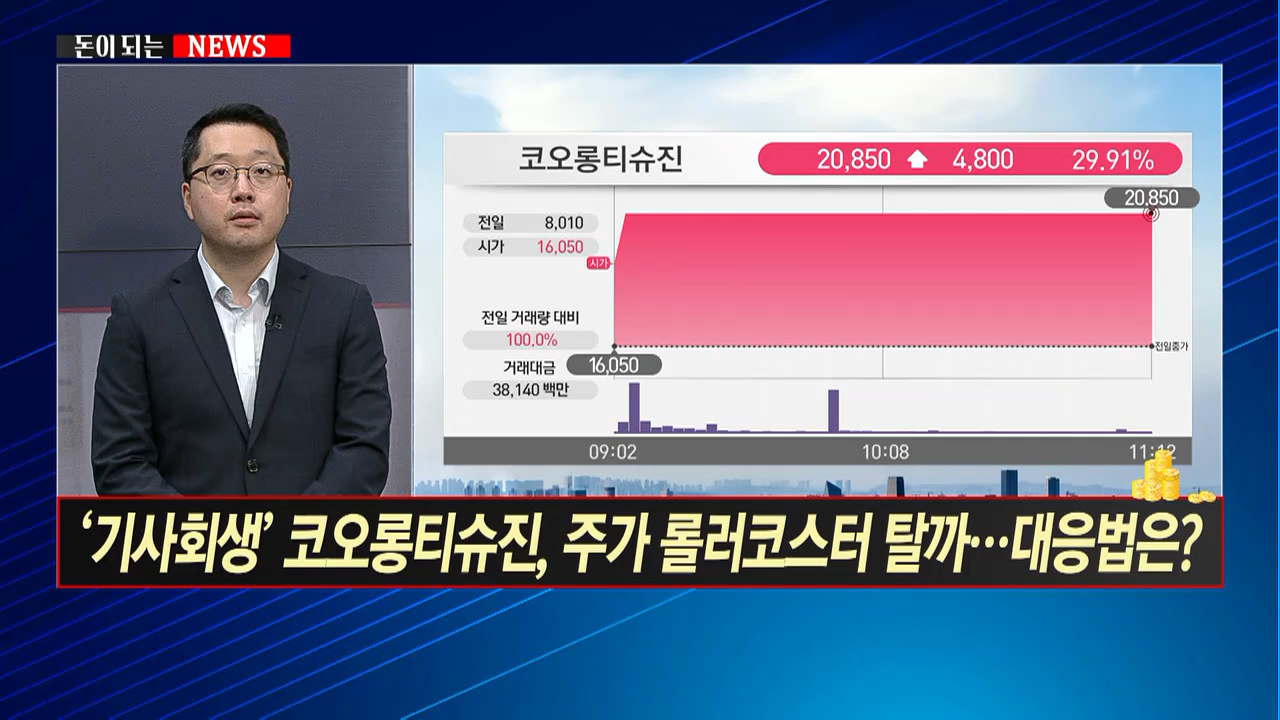 돈이 되는 NEWS
코오롱티슈진 20,850 4,800 29.91%
20,850
전일 8,010
시가 16,050
시가
전일 거래량 대비
100.0%
전일종가
거래대금 16,050
38,140 백만
09:02 10:08 11:12
‘기사회생’ 코오롱티슈진, 주가 롤러코스터 탈까…대응법은?